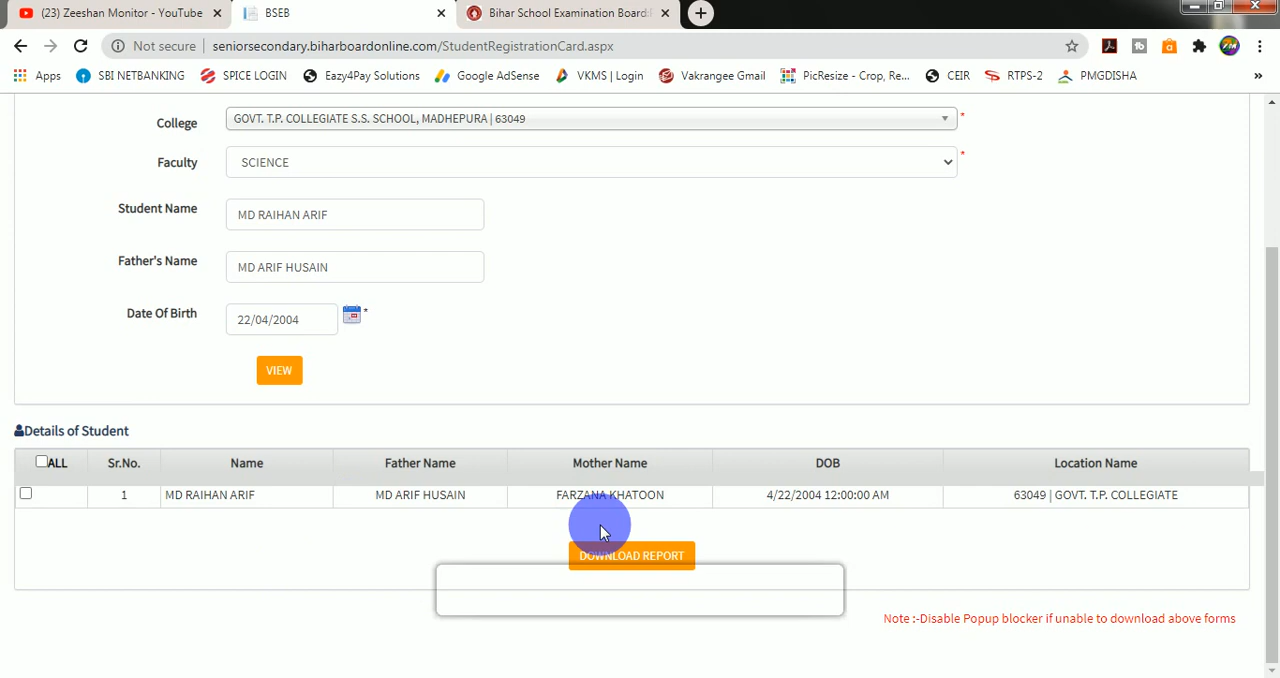 (23) Zeeshan Monitor - YouTube
BSEB
Bihar School Examination Board:
Not secure
seniorsecondary.biharboardonline.com/StudentRegistrationCard.aspx
Apps
SBI NETBANKING
SPICE LOGIN
Eazy4Pay Solutions
Google AdSense
VKMS | Login
Vakrangee Gmail
PicResize - Crop, Re...
CEIR
RTPS-2
PMGDISHA
»
College
GOVT. T.P. COLLEGIATE S.S. SCHOOL, MADHEPURA | 63049
*
Faculty
SCIENCE
*
Student Name
MD RAIHAN ARIF
Father's Name
MD ARIF HUSAIN
Date Of Birth
22/04/2004
*
VIEW
Details of Student
ALL Sr.No. Name Father Name Mother Name DOB Location Name
1 MD RAIHAN ARIF MD ARIF HUSAIN FARZANA KHATOON 4/22/2004 12:00:00 AM 63049 | GOVT. T.P. COLLEGIATE
DOWNLOAD REPORT
Note :-Disable Popup blocker if unable to download above forms